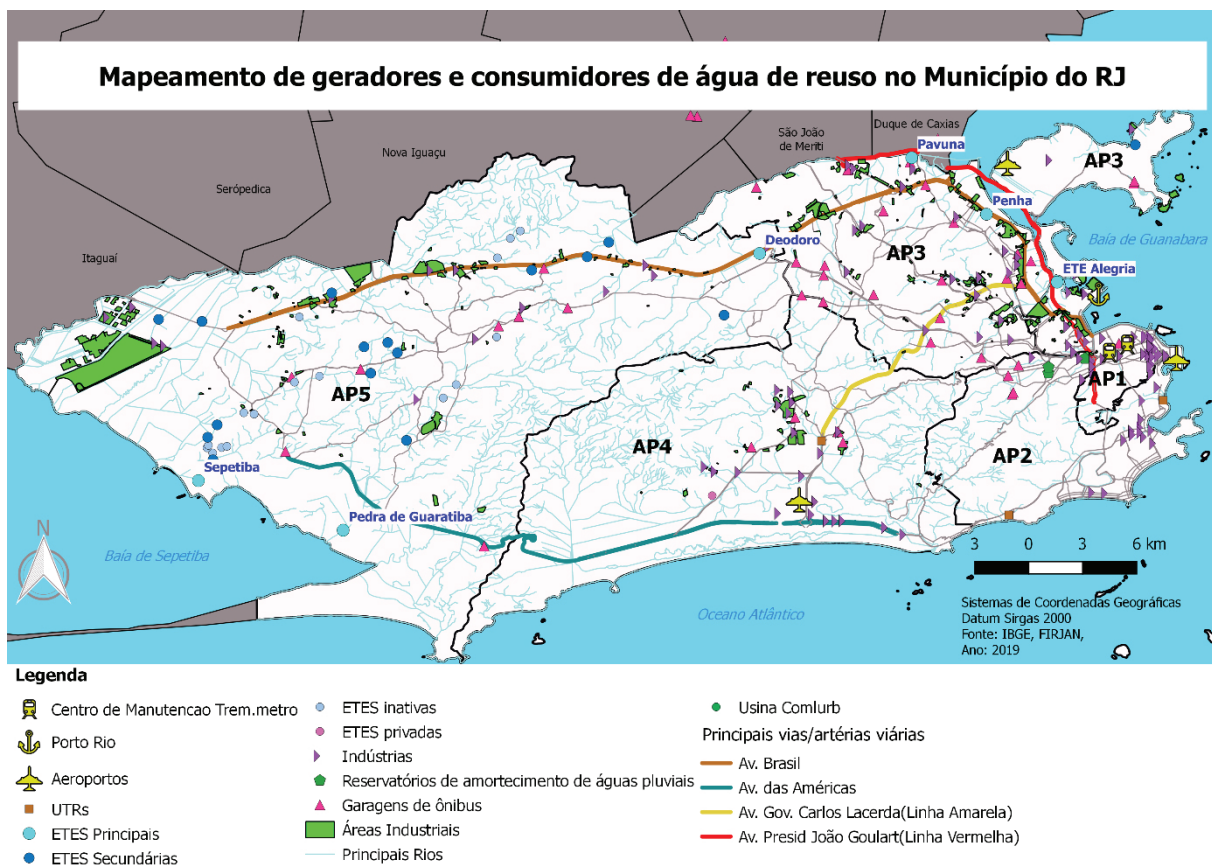 Mapeamento de geradores e consumidores de água de reuso no Município do RJ
Duque de Caxias
São João
de Meriti
Pavuna
Nova Iguaçu
AP3
Serópedica
Penha
Deodoro
Baía de Guanabara
AP3
Itaguaí
ETE Alegria
AP1
AP5
AP4
AP2
Sepetiba
Pedra de Guaratiba
N
Baía de Sepetiba
3 0 3 6 km
Oceano Atlântico
Sistemas de Coordenadas Geográficas
Datum Sirgas 2000
Fonte: IBGE, FIRJAN,
Ano: 2019
Legenda
Centro de Manutencao Trem.metro
Porto Rio
Aeroportos
UTRs
ETES Principais
ETES Secundárias
ETES inativas
ETES privadas
Indústrias
Reservatórios de amortecimento de águas pluviais
Garagens de ônibus
Áreas Industriais
Principais Rios
Usina Comlurb
Principais vias/artérias viárias
Av. Brasil
Av. das Américas
Av. Gov. Carlos Lacerda(Linha Amarela)
Av. Presid João Goulart(Linha Vermelha)